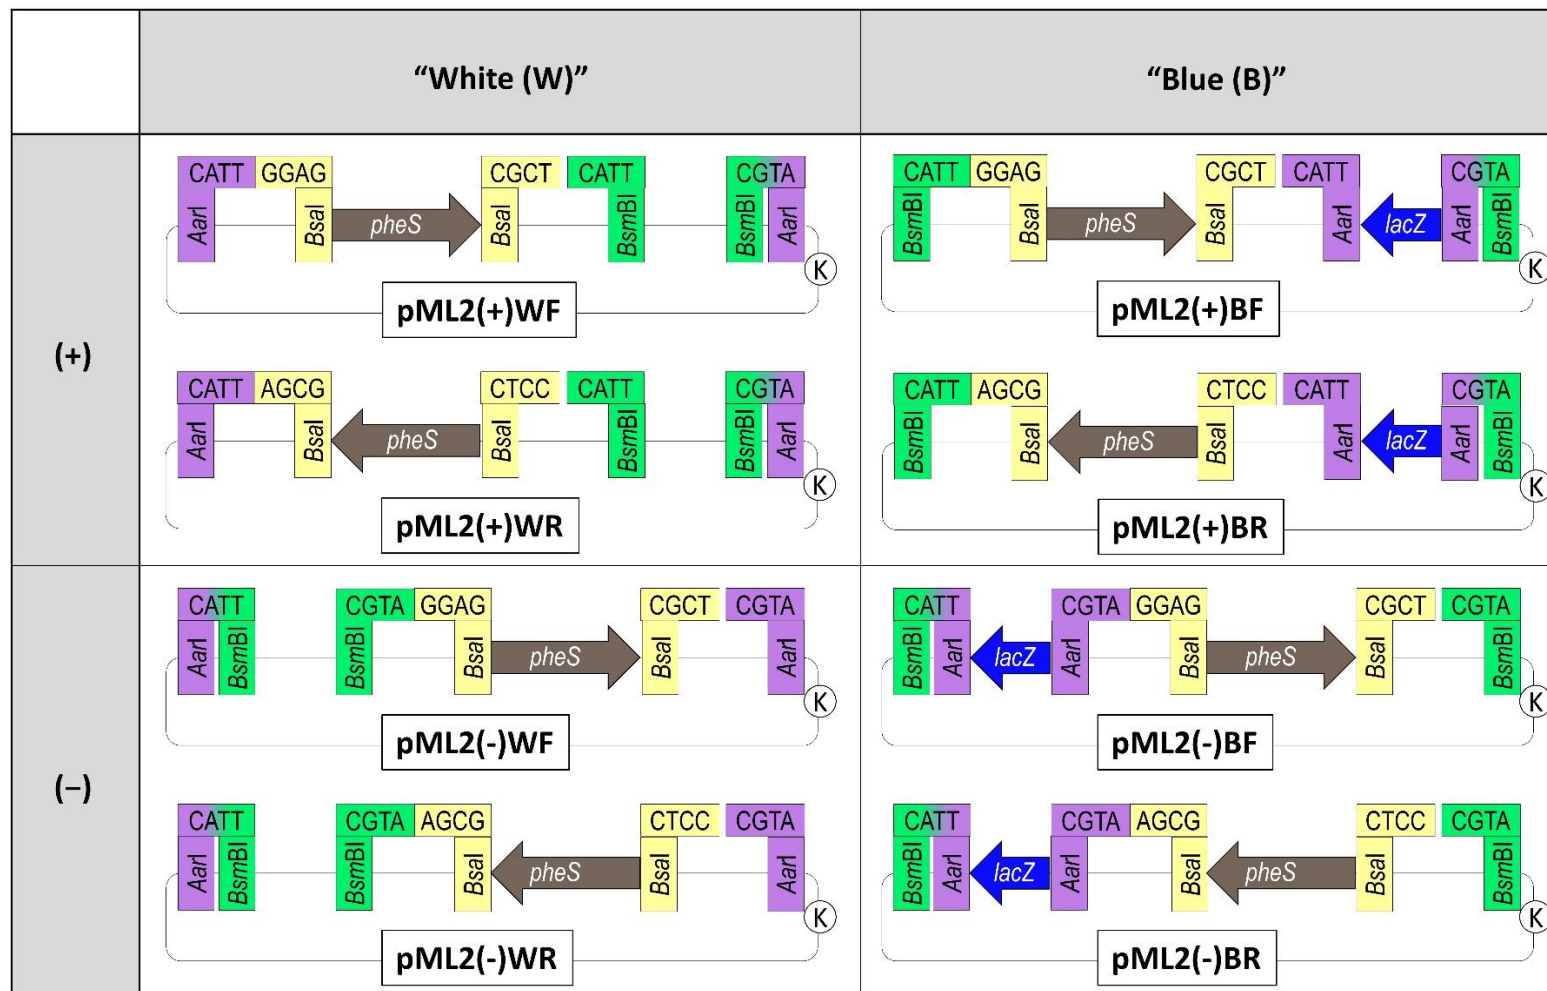 “White (W)”
“Blue (B)”
(+)
CATT GGAG CGCT CATT CGTA
AarI BsaI pheS BsaI BsmBI BsmBI AarI
K
pML2(+)WF
CATT GGAG CGCT CATT CGTA
BsmBI BsaI pheS BsaI AarI lacZ AarI BsmBI
K
pML2(+)BF
CATT AGCG CTCC CATT CGTA
AarI BsaI pheS BsaI BsmBI BsmBI AarI
K
pML2(+)WR
CATT AGCG CTCC CATT CGTA
BsmBI BsaI pheS BsaI AarI lacZ AarI BsmBI
K
pML2(+)BR
(−)
CATT CGTA GGAG CGCT CGTA
AarI BsmBI BsmBI BsaI pheS BsaI AarI
K
pML2(-)WF
CATT CGTA GGAG CGCT CGTA
BsmBI AarI lacZ AarI BsaI pheS BsaI BsmBI
K
pML2(-)BF
CATT CGTA AGCG CTCC CGTA
AarI BsmBI BsmBI BsaI pheS BsaI AarI
K
pML2(-)WR
CATT CGTA AGCG CTCC CGTA
BsmBI AarI lacZ AarI BsaI pheS BsaI BsmBI
K
pML2(-)BR